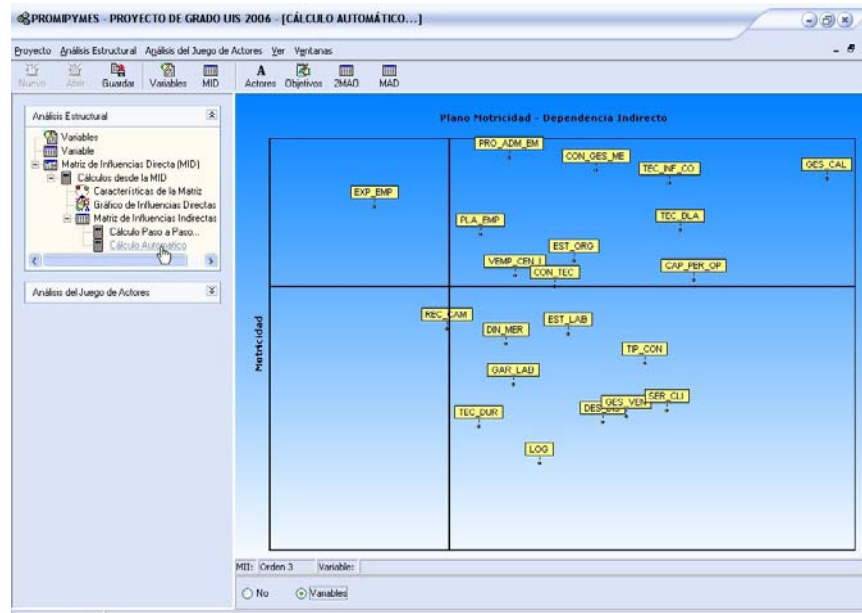 PROMIPYMES - PROYECTO DE GRADO UIS 2006 - [CÁLCULO AUTOMÁTICO...]
Proyecto Análisis Estructural Análisis del Juego de Actores Ver Ventanas
Nuevo Abrir Guardar Variables MID Actores Objetivos 2MAO MAD
Análisis Estructural
Variables
Variable
Matriz de Influencias Directa (MID)
Cálculos desde la MID
Características de la Matriz
Gráfico de Influencias Directas
Matriz de Influencias Indirectas
Cálculo Paso a Paso...
Cálculo Automatico
Análisis del Juego de Actores
Plano Motricidad - Dependencia Indirecto
PRO_ADM_EM
CON_GES_ME
TEC_INF_CO
GES_CAL
EXP_EMP
PLA_EMP
TEC_DLA
EST_ORG
VEMP_CEN_I
CON_TEC
CAP_PER_OP
REC_CAM
DIN_MER
EST_LAB
TIP_CON
GAR_LAB
TEC_DUR
GES_VEN
SER_CLI
LOG
Motricidad
MII: Orden 3 Variable:
No Variables